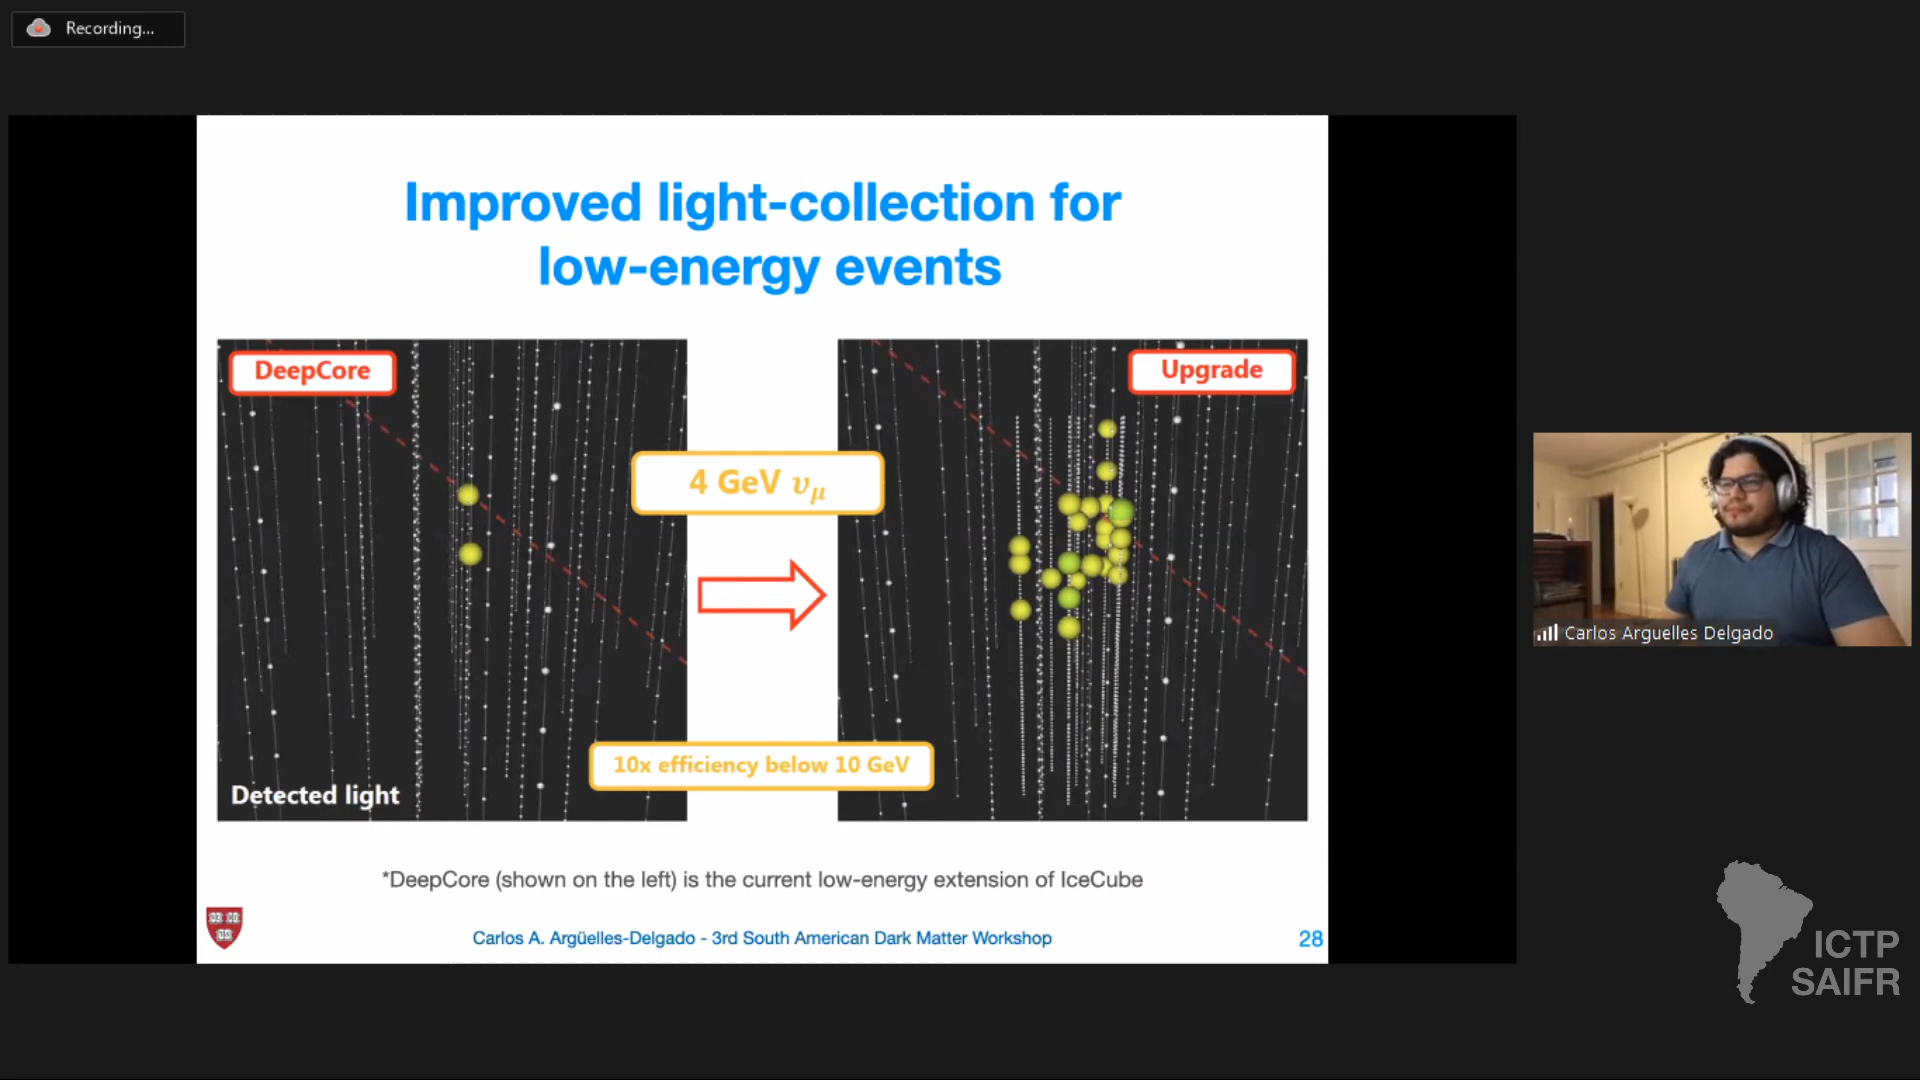 Recording...
Improved light-collection for
low-energy events
DeepCore
Upgrade
4 GeV υμ
10x efficiency below 10 GeV
Detected light
*DeepCore (shown on the left) is the current low-energy extension of IceCube
Carlos A. Argüelles-Delgado - 3rd South American Dark Matter Workshop
28
Carlos Arguelles Delgado
ICTP
SAIFR